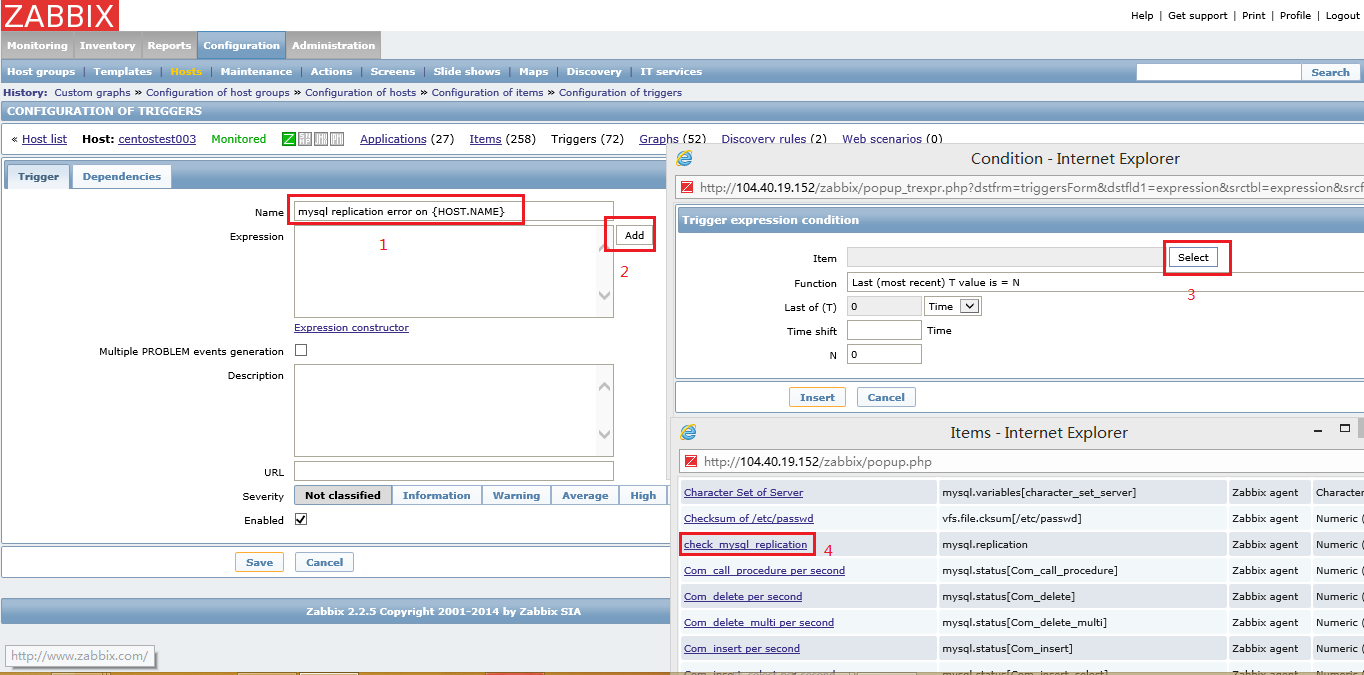 ZABBIX
Help | Get support | Print | Profile | Logout
Monitoring Inventory Reports Configuration Administration
Host groups | Templates | Hosts | Maintenance | Actions | Screens | Slide shows | Maps | Discovery | IT services Search
History: Custom graphs » Configuration of host groups » Configuration of hosts » Configuration of items » Configuration of triggers
CONFIGURATION OF TRIGGERS
« Host list Host: centostest003 Monitored Applications (27) Items (258) Triggers (72) Graphs (52) Discovery rules (2) Web scenarios (0)
Trigger Dependencies
Name mysql replication error on {HOST.NAME}
1
Expression Add
2
Expression constructor
Multiple PROBLEM events generation
Description
URL
Severity Not classified Information Warning Average High
Enabled
Save Cancel
Zabbix 2.2.5 Copyright 2001-2014 by Zabbix SIA
http://www.zabbix.com/
Condition - Internet Explorer
http://104.40.19.152/zabbix/popup_trexpr.php?dstfrm=triggersForm&dstfld1=expression&srctbl=expression&srcf
Trigger expression condition
Item Select
3
Function Last (most recent) T value is = N
Last of (T) 0 Time
Time shift Time
N 0
Insert Cancel
Items - Internet Explorer
http://104.40.19.152/zabbix/popup.php
Character Set of Server mysql.variables[character_set_server] Zabbix agent Character
Checksum of /etc/passwd vfs.file.cksum[/etc/passwd] Zabbix agent Numeric (
check_mysql_replication 4 mysql.replication Zabbix agent Numeric (
Com_call_procedure per second mysql.status[Com_call_procedure] Zabbix agent Numeric (
Com_delete per second mysql.status[Com_delete] Zabbix agent Numeric (
Com_delete_multi per second mysql.status[Com_delete_multi] Zabbix agent Numeric (
Com_insert per second mysql.status[Com_insert] Zabbix agent Numeric (
Com_insert_select per second mysql.status[Com_insert_select] Zabbix agent Numeric (